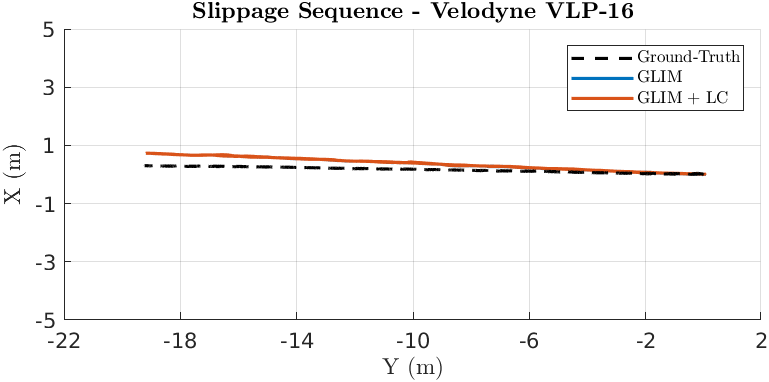 Slippage Sequence - Velodyne VLP-16
5
3
1
-1
-3
-5
X (m)
Ground-Truth
GLIM
GLIM + LC
-22 -18 -14 -10 -6 -2 2
Y (m)